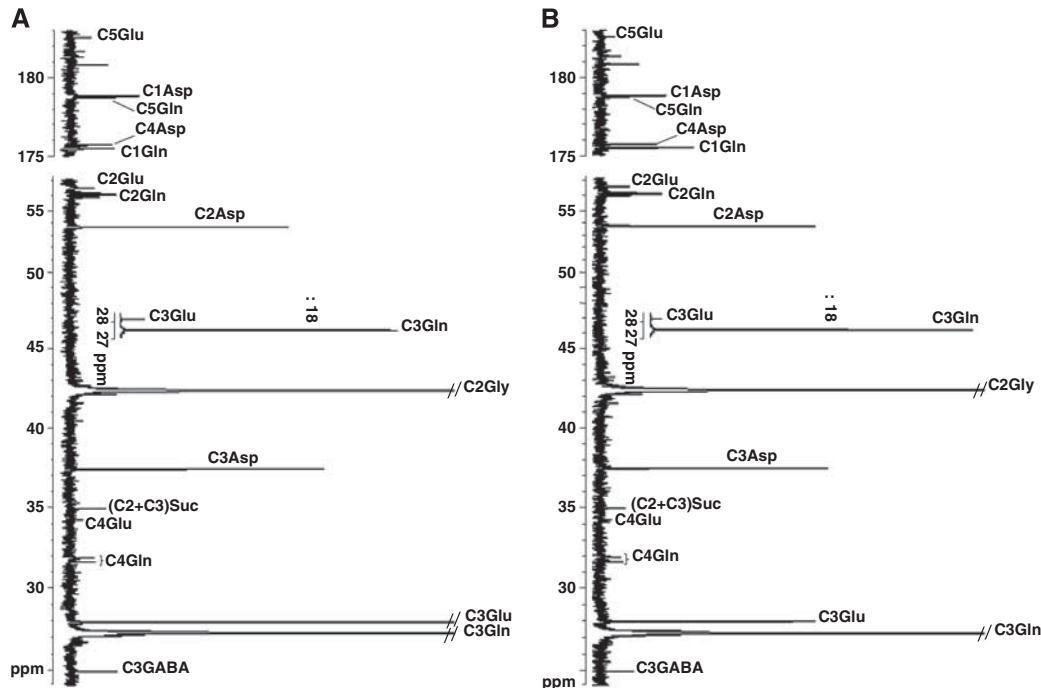 A
C5Glu
180
C1Asp
C5Gln
C4Asp
C1Gln
175
C2Glu
C2Gln
55
C2Asp
50
: : 18
C3Glu
C3Gln
28 27 ppm
45
C2Gly
40
C3Asp
35
(C2+C3)Suc
C4Glu
C4Gln
30
C3Glu
C3Gln
ppm
C3GABA
B
C5Glu
180
C1Asp
C5Gln
C4Asp
C1Gln
175
C2Glu
C2Gln
55
C2Asp
50
: : 18
C3Glu
C3Gln
28 27 ppm
45
C2Gly
40
C3Asp
35
(C2+C3)Suc
C4Glu
C4Gln
30
C3Glu
C3Gln
C3GABA
ppm